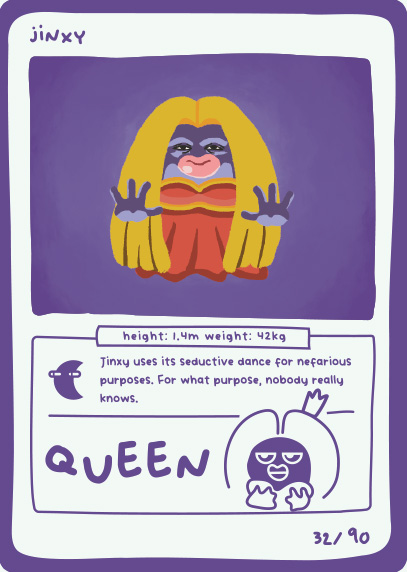 jiNXY
height: 1.4m weight: 42kg
Jinxy uses its seductive dance for nefarious
purposes. For what purpose, nobody really
knows.
QUEEN
32/90